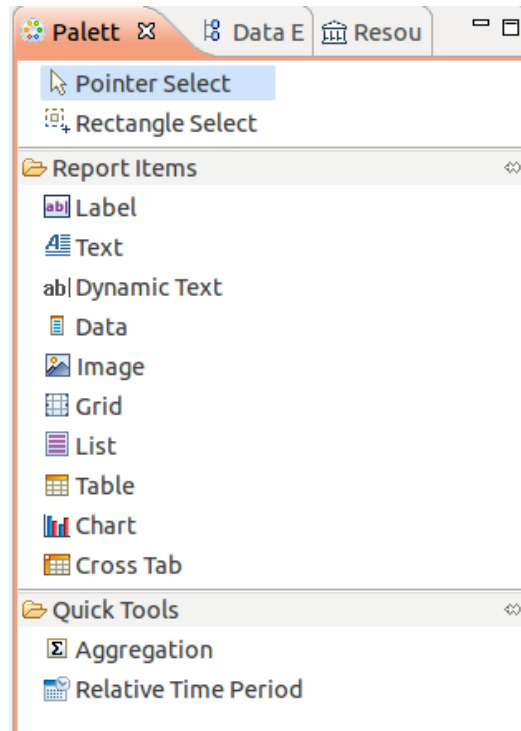 Palett Data E Resou
Pointer Select
Rectangle Select
Report Items
ab| Label
Text
ab| Dynamic Text
Data
Image
Grid
List
Table
Chart
Cross Tab
Quick Tools
Σ Aggregation
Relative Time Period